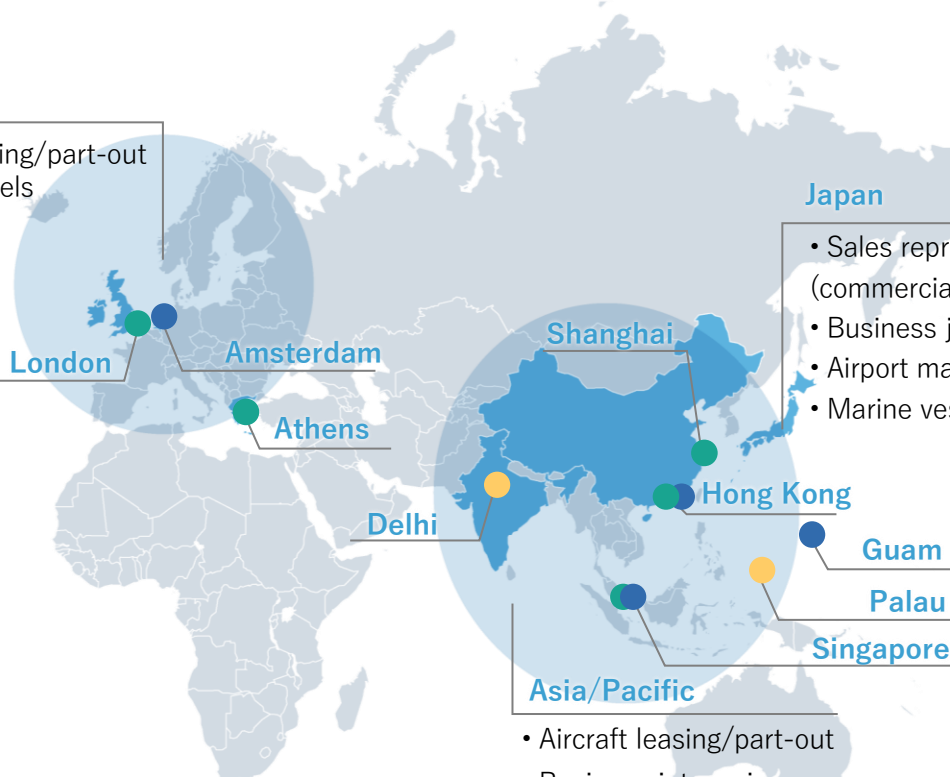 ing/part-out
els
Japan
• Sales repr
(commercia
• Business j
• Airport ma
• Marine ves
Shanghai
London
Amsterdam
Athens
Hong Kong
Delhi
Guam
Palau
Singapore
Asia/Pacific
• Aircraft leasing/part-out